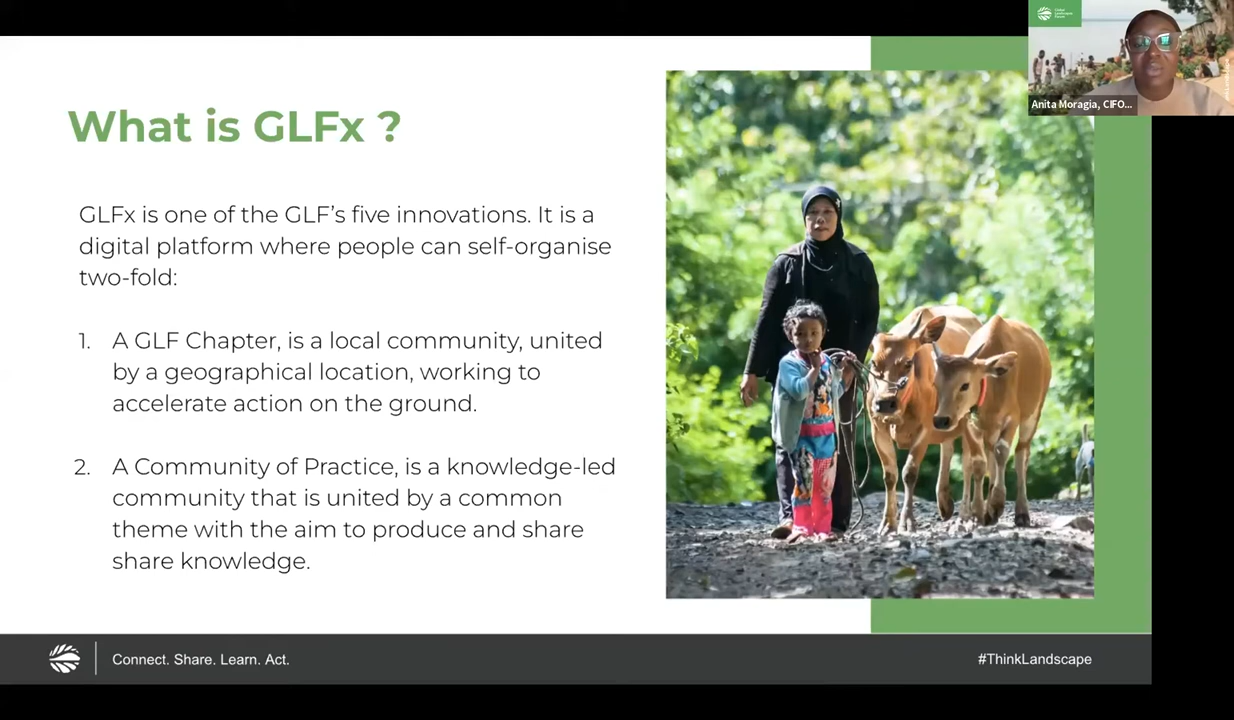 Global
Landscapes
Forum
Anita Moragia, CIFO...
What is GLFx ?
GLFx is one of the GLF's five innovations. It is a
digital platform where people can self-organise
two-fold:
1. A GLF Chapter, is a local community, united
by a geographical location, working to
accelerate action on the ground.
2. A Community of Practice, is a knowledge-led
community that is united by a common
theme with the aim to produce and share
share knowledge.
Connect. Share. Learn. Act.
#ThinkLandscape